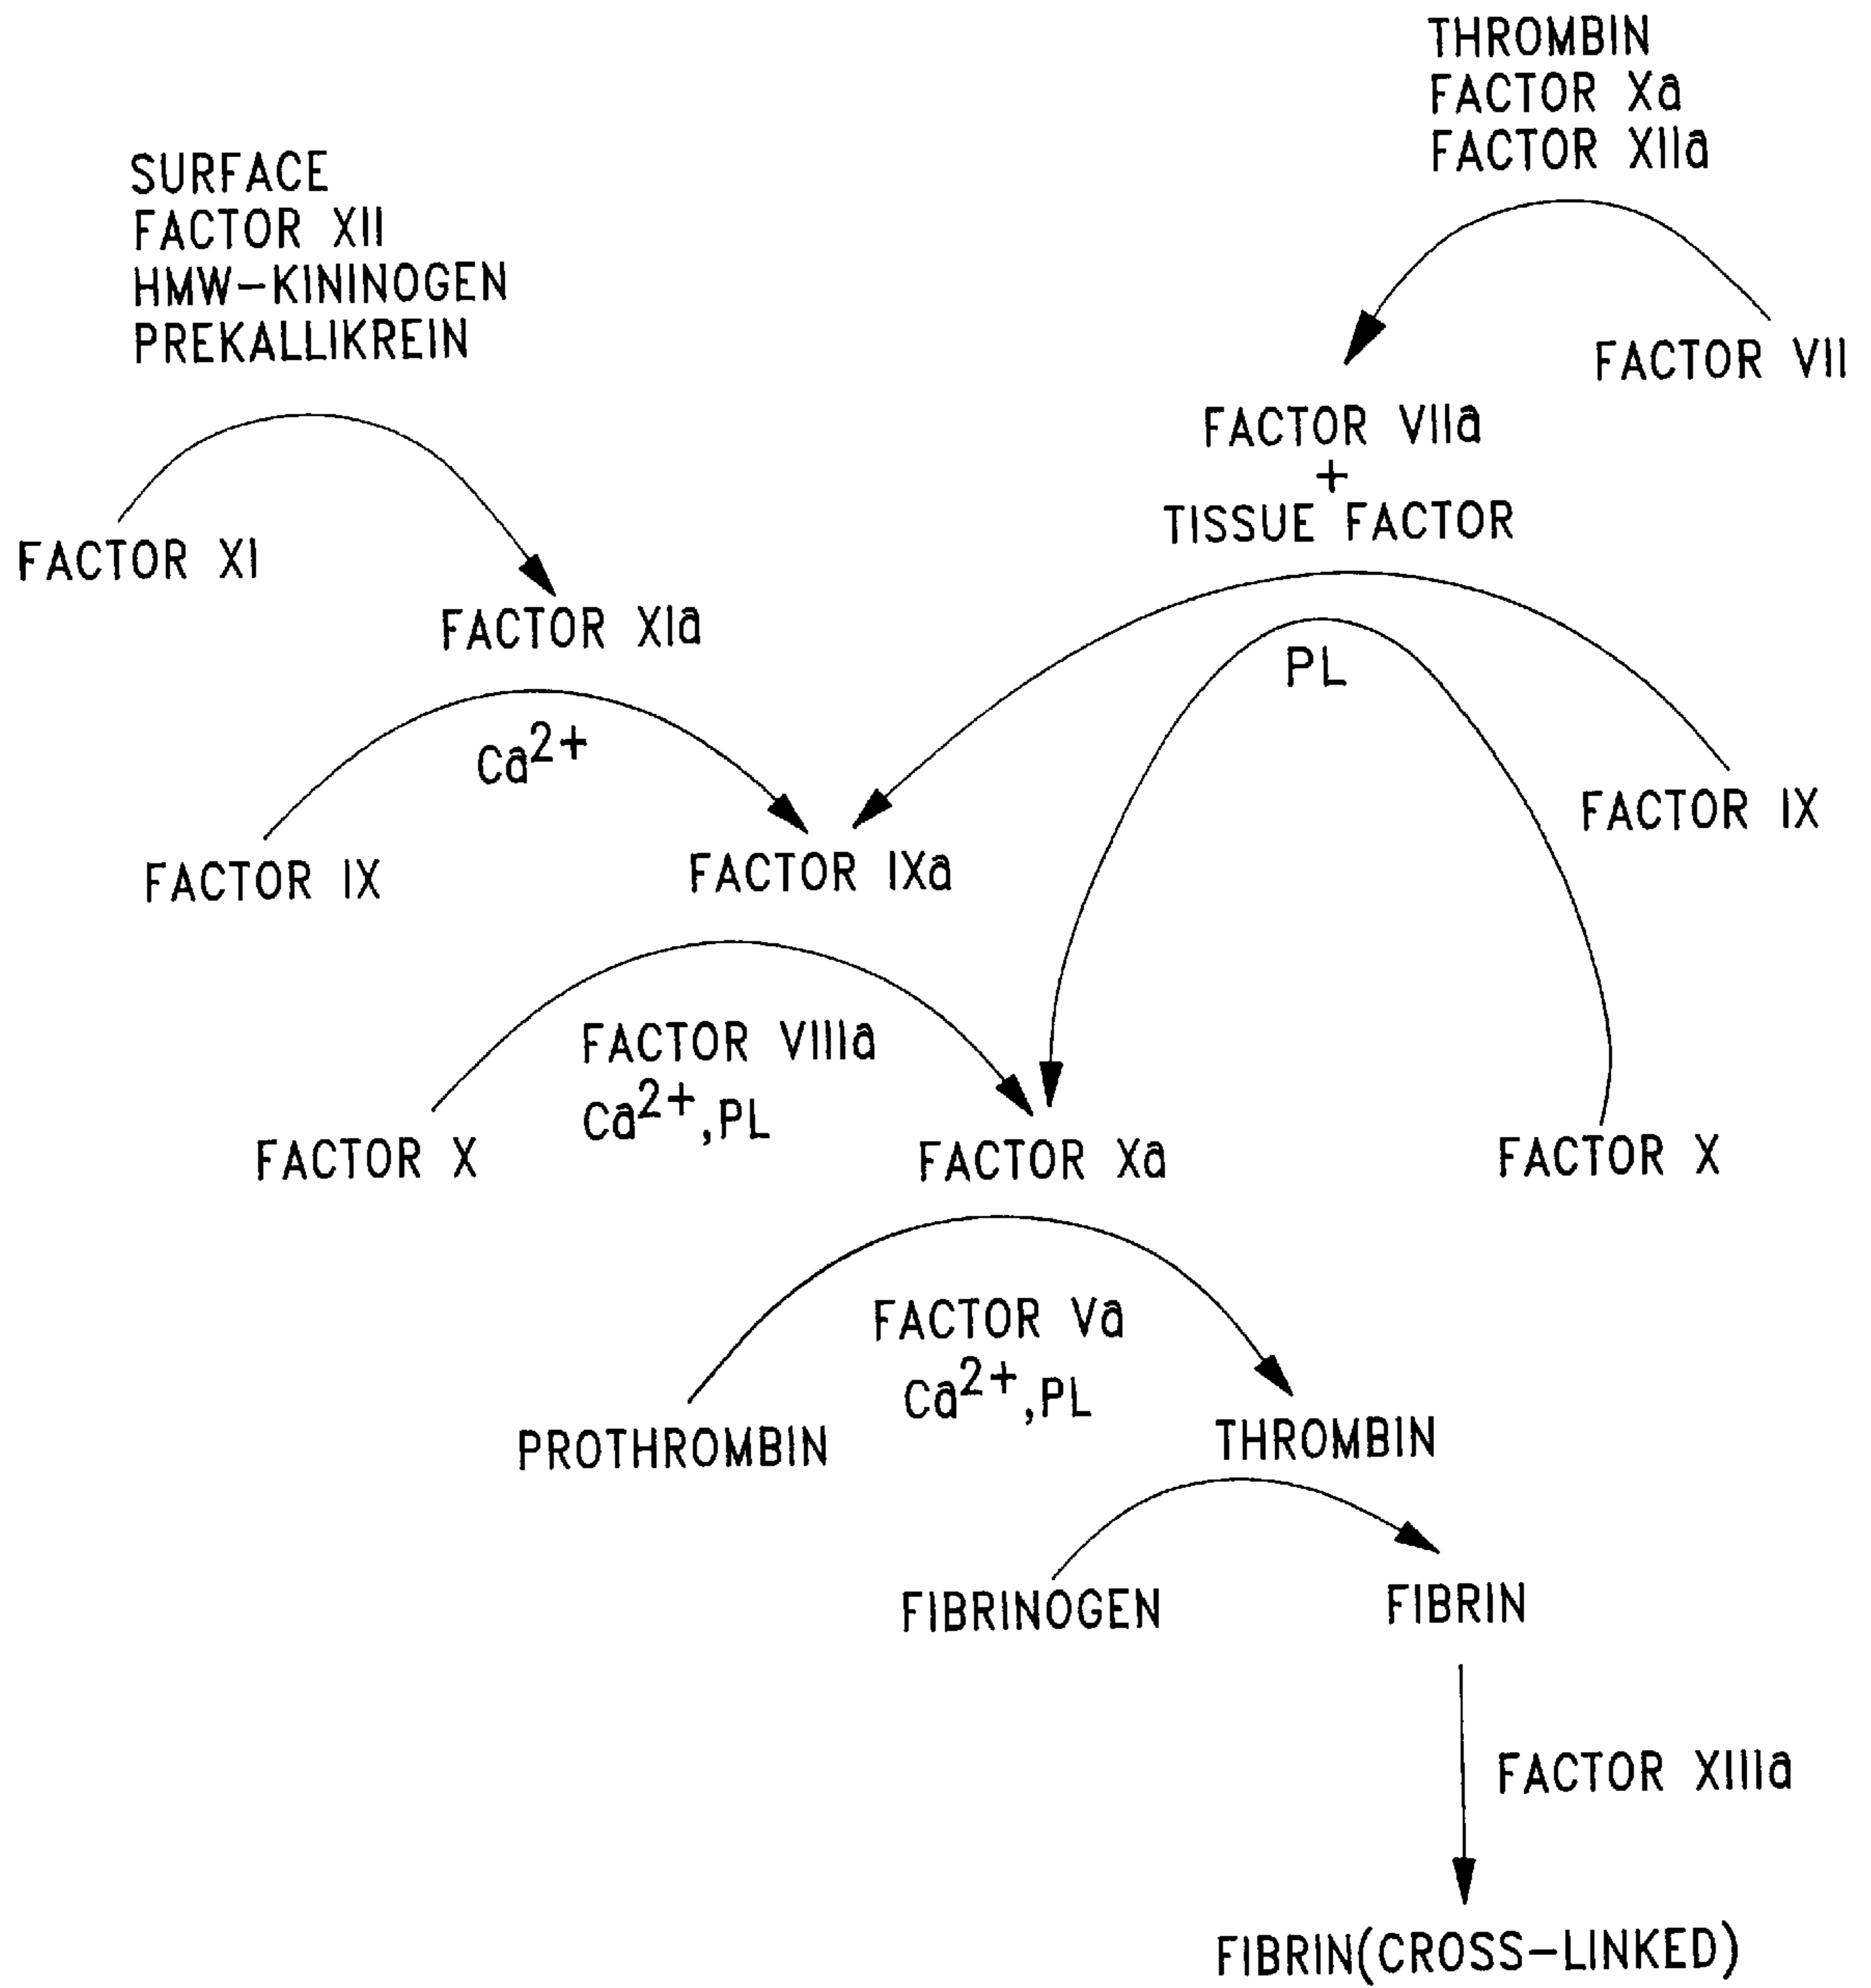 THROMBIN
FACTOR Xa
FACTOR XIIa
SURFACE
FACTOR XII
HMW-KININOGEN
PREKALLIKREIN
FACTOR VII
FACTOR VIIa
+
TISSUE FACTOR
FACTOR XI
FACTOR XIa
PL
Ca2+
FACTOR IX
FACTOR IX
FACTOR IXa
FACTOR VIIIa
Ca2+,PL
FACTOR X
FACTOR Xa
FACTOR X
FACTOR Va
Ca2+,PL
PROTHROMBIN
THROMBIN
FIBRINOGEN
FIBRIN
FACTOR XIIIa
FIBRIN(CROSS-LINKED)